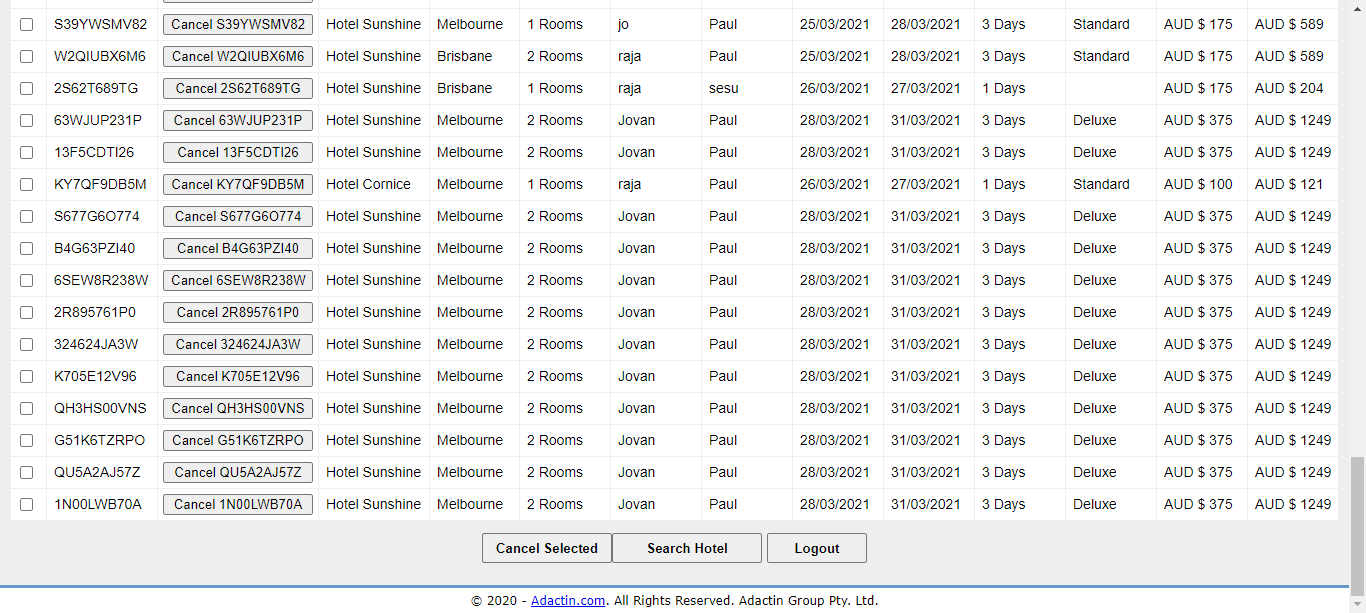 S39YWSMV82 Cancel S39YWSMV82 Hotel Sunshine Melbourne 1 Rooms jo Paul 25/03/2021 28/03/2021 3 Days Standard AUD $ 175 AUD $ 589
W2QIUBX6M6 Cancel W2QIUBX6M6 Hotel Sunshine Brisbane 2 Rooms raja Paul 25/03/2021 28/03/2021 3 Days Standard AUD $ 175 AUD $ 589
2S62T689TG Cancel 2S62T689TG Hotel Sunshine Brisbane 1 Rooms raja sesu 26/03/2021 27/03/2021 1 Days AUD $ 175 AUD $ 204
63WJUP231P Cancel 63WJUP231P Hotel Sunshine Melbourne 2 Rooms Jovan Paul 28/03/2021 31/03/2021 3 Days Deluxe AUD $ 375 AUD $ 1249
13F5CDTI26 Cancel 13F5CDTI26 Hotel Sunshine Melbourne 2 Rooms Jovan Paul 28/03/2021 31/03/2021 3 Days Deluxe AUD $ 375 AUD $ 1249
KY7QF9DB5M Cancel KY7QF9DB5M Hotel Cornice Melbourne 1 Rooms raja Paul 26/03/2021 27/03/2021 1 Days Standard AUD $ 100 AUD $ 121
S677G6O774 Cancel S677G6O774 Hotel Sunshine Melbourne 2 Rooms Jovan Paul 28/03/2021 31/03/2021 3 Days Deluxe AUD $ 375 AUD $ 1249
B4G63PZI40 Cancel B4G63PZI40 Hotel Sunshine Melbourne 2 Rooms Jovan Paul 28/03/2021 31/03/2021 3 Days Deluxe AUD $ 375 AUD $ 1249
6SEW8R238W Cancel 6SEW8R238W Hotel Sunshine Melbourne 2 Rooms Jovan Paul 28/03/2021 31/03/2021 3 Days Deluxe AUD $ 375 AUD $ 1249
2R895761P0 Cancel 2R895761P0 Hotel Sunshine Melbourne 2 Rooms Jovan Paul 28/03/2021 31/03/2021 3 Days Deluxe AUD $ 375 AUD $ 1249
324624JA3W Cancel 324624JA3W Hotel Sunshine Melbourne 2 Rooms Jovan Paul 28/03/2021 31/03/2021 3 Days Deluxe AUD $ 375 AUD $ 1249
K705E12V96 Cancel K705E12V96 Hotel Sunshine Melbourne 2 Rooms Jovan Paul 28/03/2021 31/03/2021 3 Days Deluxe AUD $ 375 AUD $ 1249
QH3HS00VNS Cancel QH3HS00VNS Hotel Sunshine Melbourne 2 Rooms Jovan Paul 28/03/2021 31/03/2021 3 Days Deluxe AUD $ 375 AUD $ 1249
G51K6TZRPO Cancel G51K6TZRPO Hotel Sunshine Melbourne 2 Rooms Jovan Paul 28/03/2021 31/03/2021 3 Days Deluxe AUD $ 375 AUD $ 1249
QU5A2AJ57Z Cancel QU5A2AJ57Z Hotel Sunshine Melbourne 2 Rooms Jovan Paul 28/03/2021 31/03/2021 3 Days Deluxe AUD $ 375 AUD $ 1249
1N00LWB70A Cancel 1N00LWB70A Hotel Sunshine Melbourne 2 Rooms Jovan Paul 28/03/2021 31/03/2021 3 Days Deluxe AUD $ 375 AUD $ 1249
Cancel Selected Search Hotel Logout
© 2020 - Adactin.com. All Rights Reserved. Adactin Group Pty. Ltd.